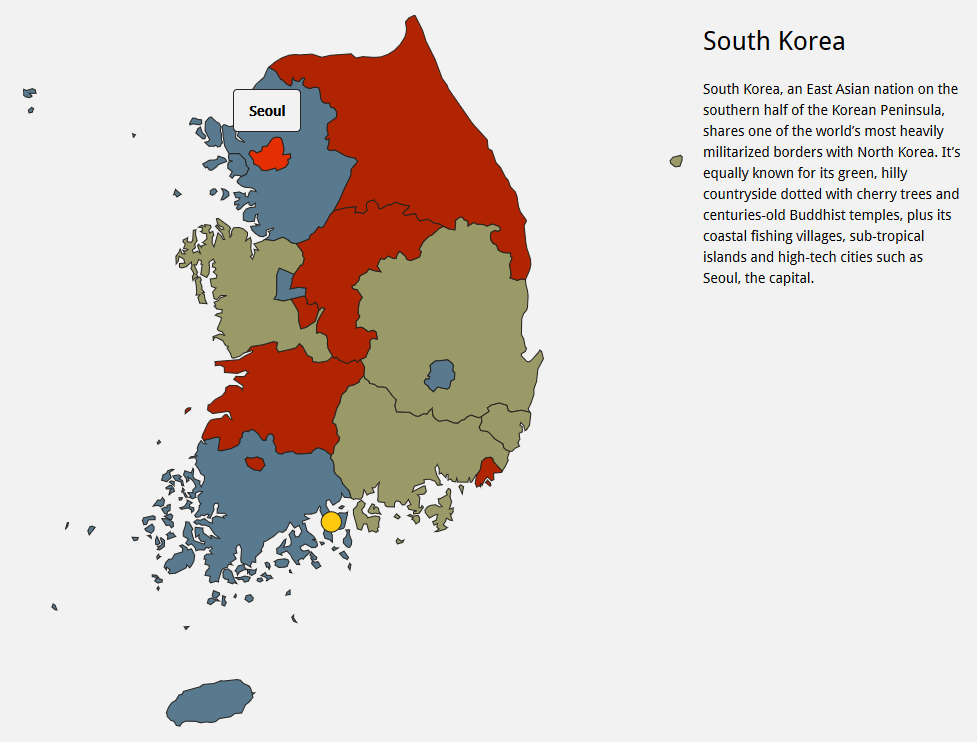 South Korea
Seoul
South Korea, an East Asian nation on the
southern half of the Korean Peninsula,
shares one of the world’s most heavily
militarized borders with North Korea. It’s
equally known for its green, hilly
countryside dotted with cherry trees and
centuries-old Buddhist temples, plus its
coastal fishing villages, sub-tropical
islands and high-tech cities such as
Seoul, the capital.